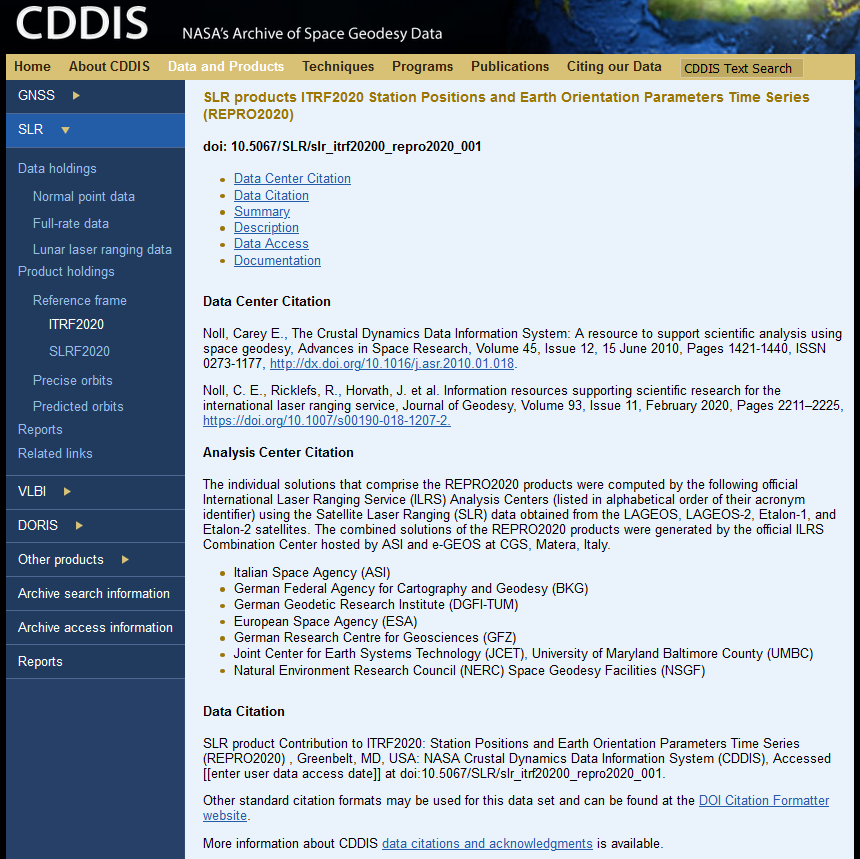 CDDIS
NASA's Archive of Space Geodesy Data
Home About CDDIS Data and Products Techniques Programs Publications Citing our Data CDDIS Text Search
GNSS
SLR
Data holdings
Normal point data
Full-rate data
Lunar laser ranging data
Product holdings
Reference frame
ITRF2020
SLRF2020
Precise orbits
Predicted orbits
Reports
Related links
VLBI
DORIS
Other products
Archive search information
Archive access information
Reports
SLR products ITRF2020 Station Positions and Earth Orientation Parameters Time Series
(REPRO2020)
doi: 10.5067/SLR/slr_itrf20200_repro2020_001
Data Center Citation
Data Citation
Summary
Description
Data Access
Documentation
Data Center Citation
Noll, Carey E., The Crustal Dynamics Data Information System: A resource to support scientific analysis using
space geodesy, Advances in Space Research, Volume 45, Issue 12, 15 June 2010, Pages 1421-1440, ISSN
0273-1177, http://dx.doi.org/10.1016/j.asr.2010.01.018.
Noll, C. E., Ricklefs, R., Horvath, J. et al. Information resources supporting scientific research for the
international laser ranging service, Journal of Geodesy, Volume 93, Issue 11, February 2020, Pages 2211–2225,
https://doi.org/10.1007/s00190-018-1207-2.
Analysis Center Citation
The individual solutions that comprise the REPRO2020 products were computed by the following official
International Laser Ranging Service (ILRS) Analysis Centers (listed in alphabetical order of their acronym
identifier) using the Satellite Laser Ranging (SLR) data obtained from the LAGEOS, LAGEOS-2, Etalon-1, and
Etalon-2 satellites. The combined solutions of the REPRO2020 products were generated by the official ILRS
Combination Center hosted by ASI and e-GEOS at CGS, Matera, Italy.
Italian Space Agency (ASI)
German Federal Agency for Cartography and Geodesy (BKG)
German Geodetic Research Institute (DGFI-TUM)
European Space Agency (ESA)
German Research Centre for Geosciences (GFZ)
Joint Center for Earth Systems Technology (JCET), University of Maryland Baltimore County (UMBC)
Natural Environment Research Council (NERC) Space Geodesy Facilities (NSGF)
Data Citation
SLR product Contribution to ITRF2020: Station Positions and Earth Orientation Parameters Time Series
(REPRO2020) , Greenbelt, MD, USA: NASA Crustal Dynamics Data Information System (CDDIS), Accessed
[[enter user data access date]] at doi:10.5067/SLR/slr_itrf20200_repro2020_001.
Other standard citation formats may be used for this data set and can be found at the DOI Citation Formatter
website.
More information about CDDIS data citations and acknowledgments is available.